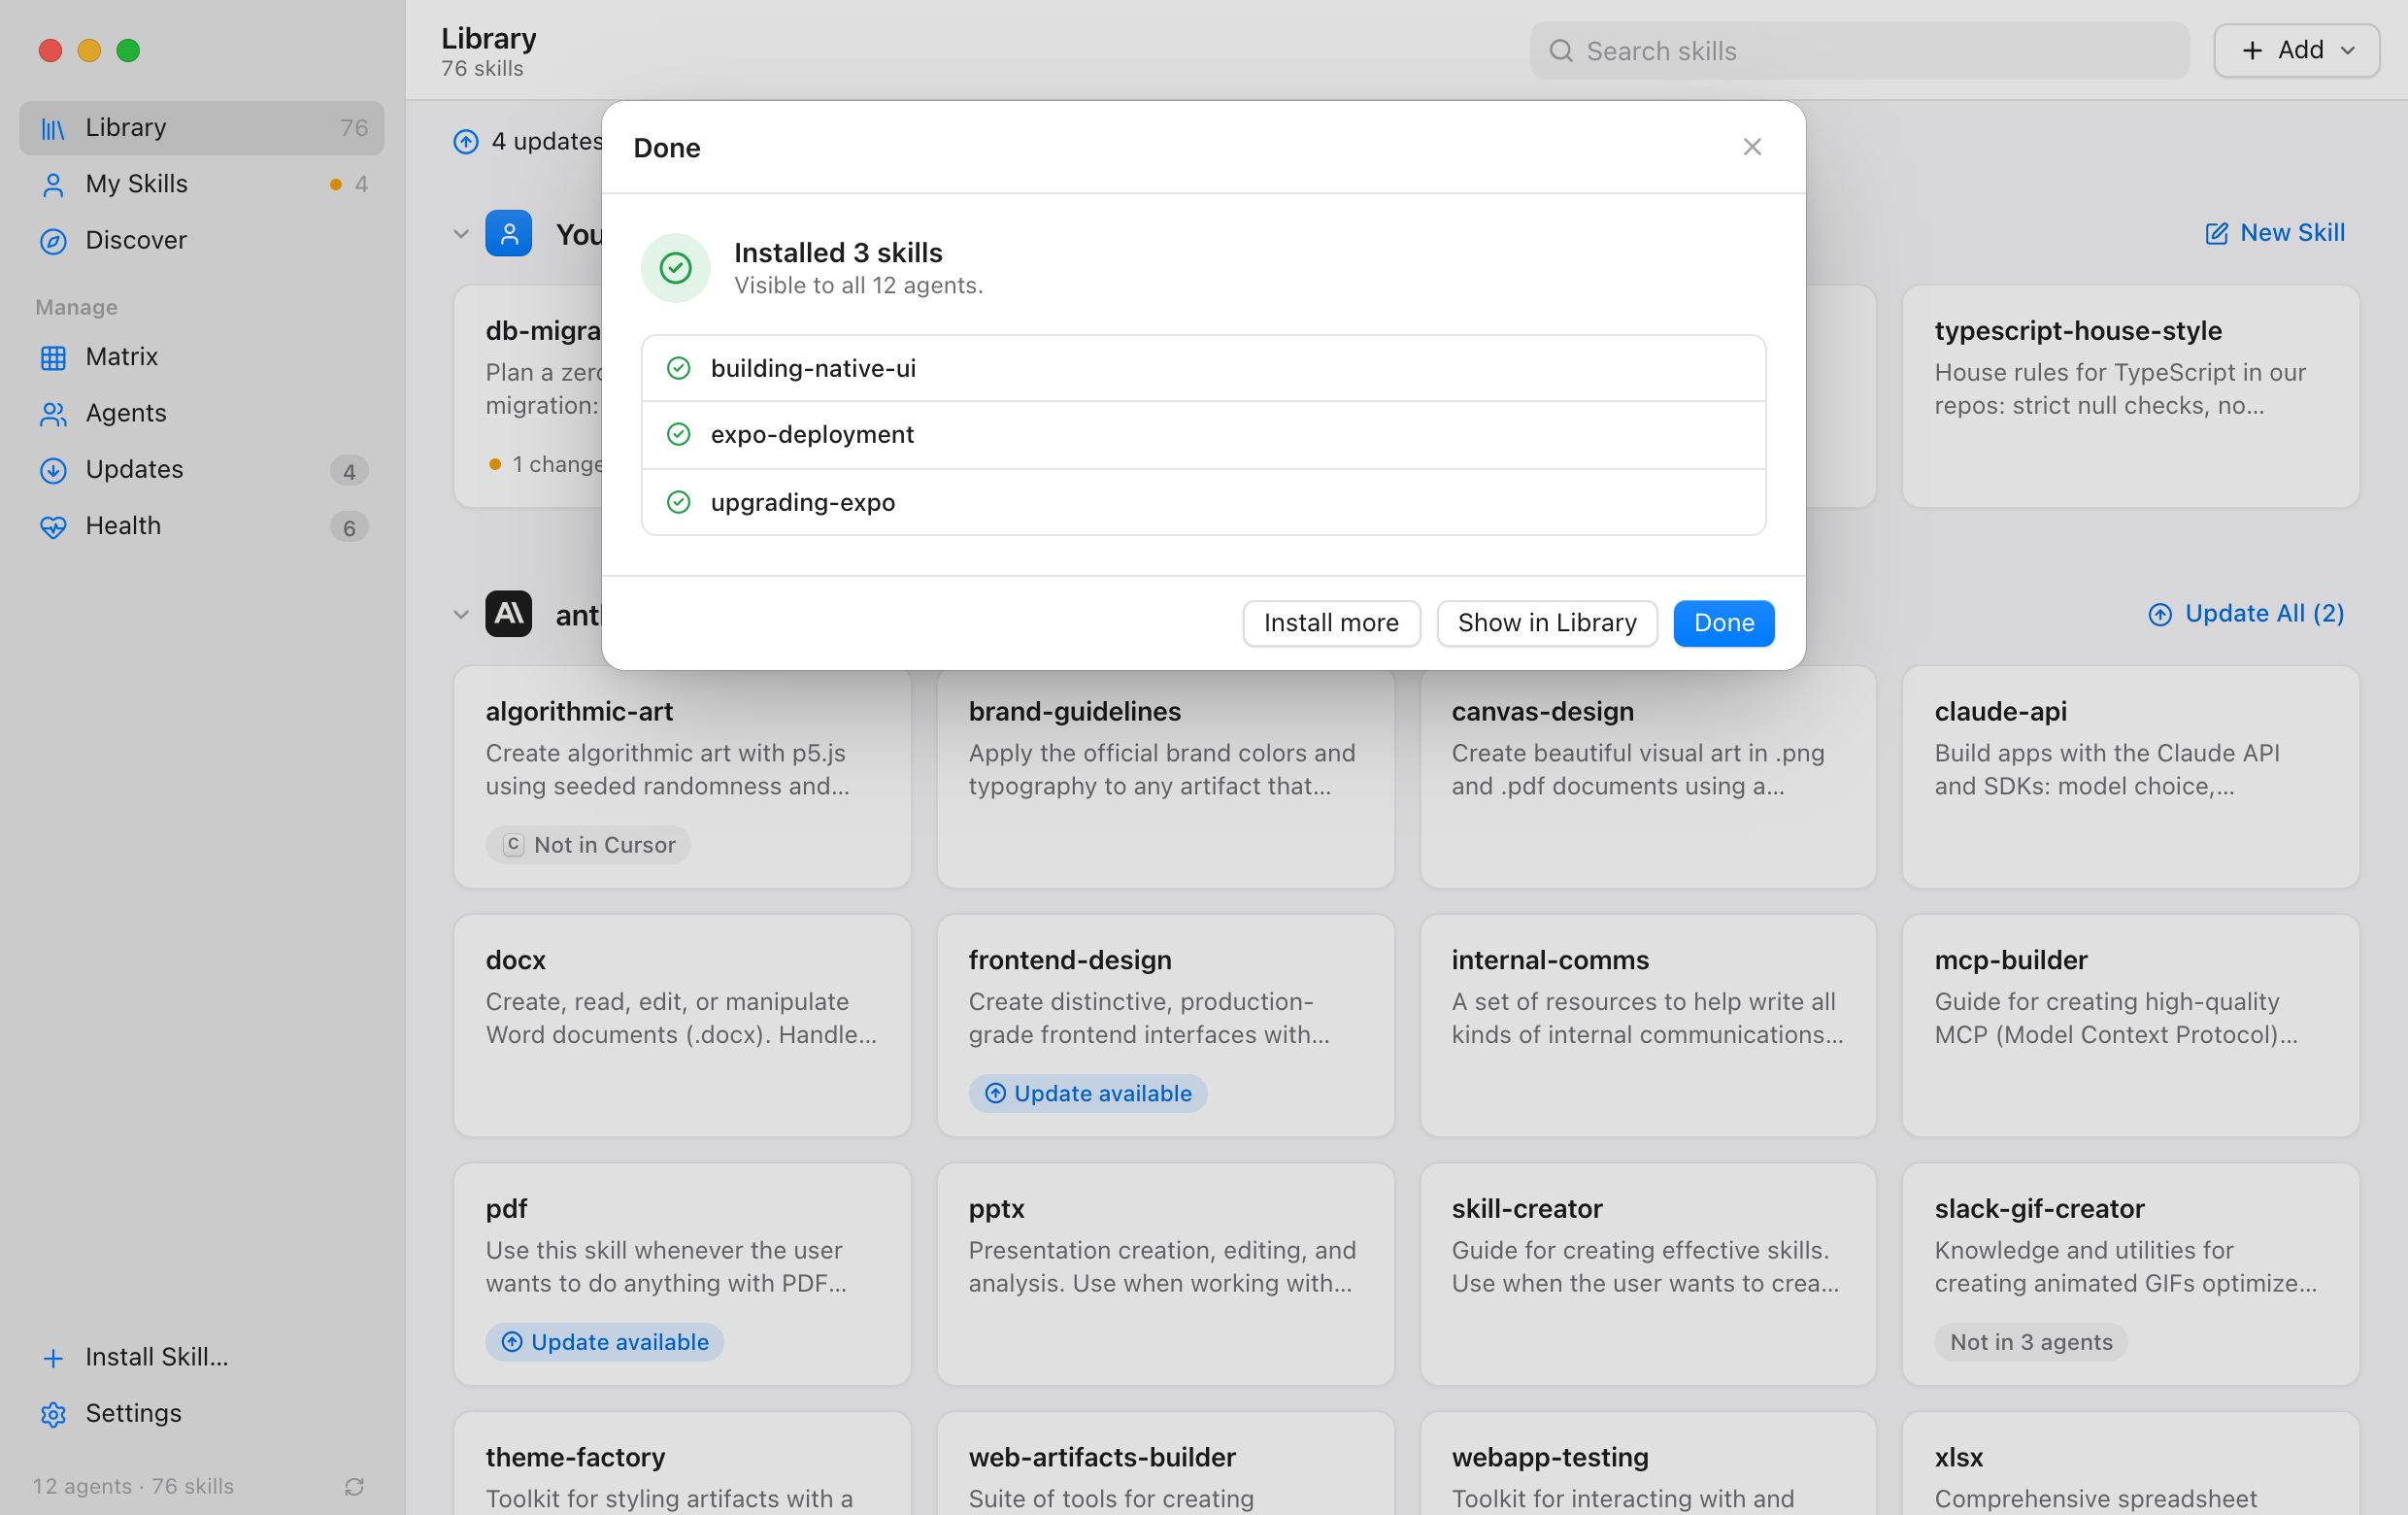 Library
76 skills
Search skills
Add
Library 76
My Skills 4
Discover
Manage
Matrix
Agents
Updates 4
Health 6
Install Skill...
Settings
12 agents · 76 skills
4 updates
You
New Skill
db-migra
Plan a zero
migration:
1 change
typescript-house-style
House rules for TypeScript in our
repos: strict null checks, no...
Done
Installed 3 skills
Visible to all 12 agents.
building-native-ui
expo-deployment
upgrading-expo
Install more
Show in Library
Done
Update All (2)
algorithmic-art
Create algorithmic art with p5.js
using seeded randomness and...
C Not in Cursor
brand-guidelines
Apply the official brand colors and
typography to any artifact that...
canvas-design
Create beautiful visual art in .png
and .pdf documents using a...
claude-api
Build apps with the Claude API
and SDKs: model choice,...
docx
Create, read, edit, or manipulate
Word documents (.docx). Handle...
frontend-design
Create distinctive, production-
grade frontend interfaces with...
Update available
internal-comms
A set of resources to help write all
kinds of internal communications...
mcp-builder
Guide for creating high-quality
MCP (Model Context Protocol)...
pdf
Use this skill whenever the user
wants to do anything with PDF...
Update available
pptx
Presentation creation, editing, and
analysis. Use when working with...
skill-creator
Guide for creating effective skills.
Use when the user wants to crea...
slack-gif-creator
Knowledge and utilities for
creating animated GIFs optimize...
Not in 3 agents
theme-factory
Toolkit for styling artifacts with a
web-artifacts-builder
Suite of tools for creating
webapp-testing
Toolkit for interacting with and
xlsx
Comprehensive spreadsheet